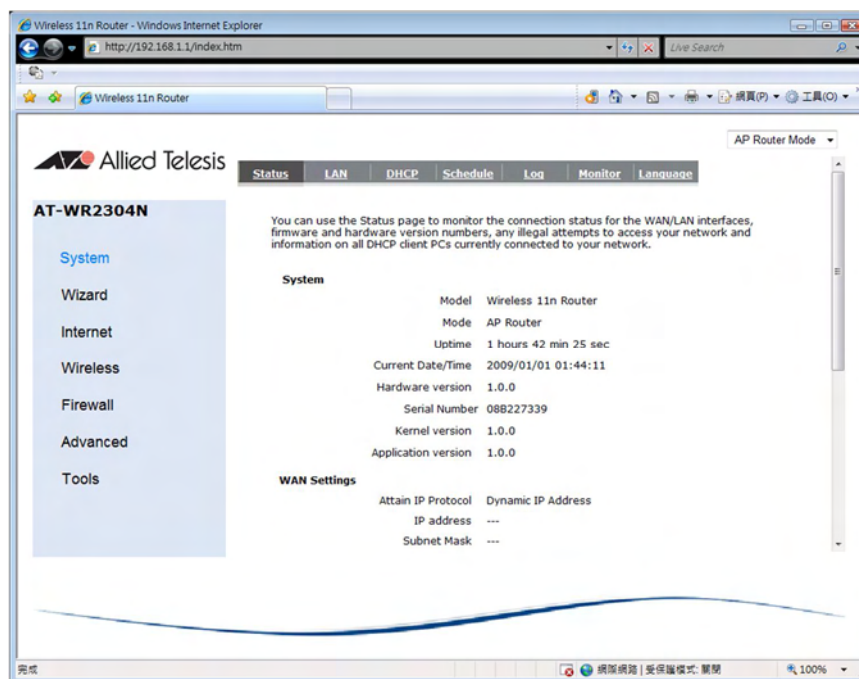 Wireless 11n Router - Windows Internet Explorer
http://192.168.1.1/index.htm
Live Search
Wireless 11n Router
網頁(P)
工具(O)
AP Router Mode
Allied Telesis
Status LAN DHCP Schedule Log Monitor Language
AT-WR2304N
System
Wizard
Internet
Wireless
Firewall
Advanced
Tools
You can use the Status page to monitor the connection status for the WAN/LAN interfaces,
firmware and hardware version numbers, any illegal attempts to access your network and
information on all DHCP client PCs currently connected to your network.
System
Model Wireless 11n Router
Mode AP Router
Uptime 1 hours 42 min 25 sec
Current Date/Time 2009/01/01 01:44:11
Hardware version 1.0.0
Serial Number 08B227339
Kernel version 1.0.0
Application version 1.0.0
WAN Settings
Attain IP Protocol Dynamic IP Address
IP address ---
Subnet Mask ---
完成
網際網路 | 受保護模式: 關閉
100%